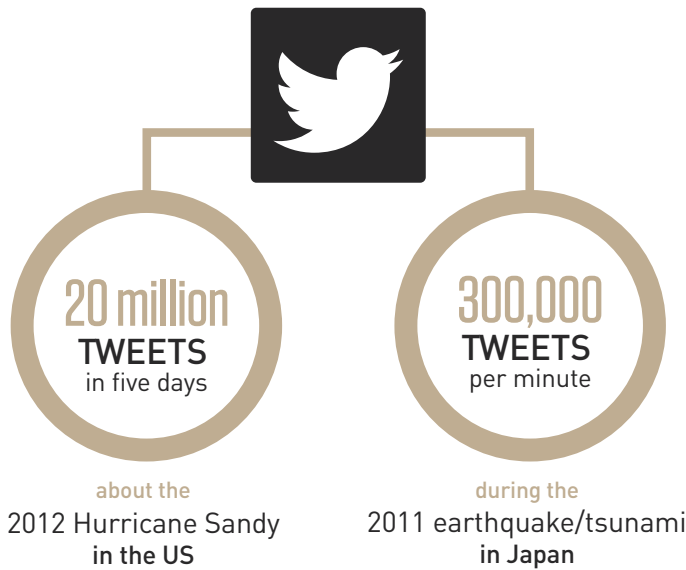 20 million
TWEETS
in five days
about the
2012 Hurricane Sandy
in the US
300,000
TWEETS
per minute
during the
2011 earthquake/tsunami
in Japan